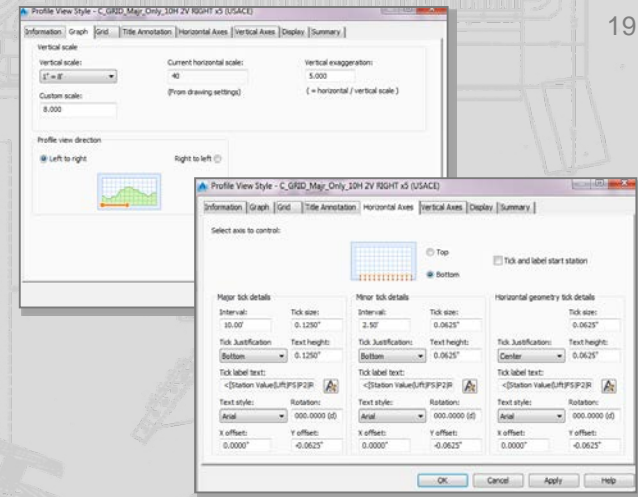 19
Profile View Style - C_GRID_Majr_Only_10H 2V RIGHT x5 (USACE)
Information Graph Grid Title Annotation Horizontal Axes Vertical Axes Display Summary
Vertical scale
Vertical scale: Current horizontal scale: Vertical exaggeration:
1" = 8' 40 5.000
Custom scale: (From drawing settings) ( = horizontal / vertical scale )
8.000
Profile view direction
Left to right Right to left
Profile View Style - C_GRID_Majr_Only_10H 2V RIGHT x5 (USACE)
Information Graph Grid Title Annotation Horizontal Axes Vertical Axes Display Summary
Select axis to control:
Top
Bottom
Tick and label start station
Major tick details Minor tick details Horizontal geometry tick details
Interval: Tick size: Interval: Tick size: Tick size:
10.00' 0.1250" 2.50' 0.0625" 0.0625"
Tick Justification: Text height: Tick Justification: Text height: Tick Justification: Text height:
Bottom 0.1250" Bottom 0.0625" Center 0.0625"
Tick label text: Tick label text: Tick label text:
<[Station Value(Uft|FS|P2|R <[Station Value(Uft|FS|P2|R <[Station Value(Uft|FS|P2|R
Text style: Rotation: Text style: Rotation: Text style: Rotation:
Arial 000.0000 (d) Arial 000.0000 (d) Arial 000.0000 (d)
X offset: Y offset: X offset: Y offset: X offset: Y offset:
0.0000" -0.0625" 0.0000" -0.0625" 0.0000" -0.0625"
OK Cancel Apply Help